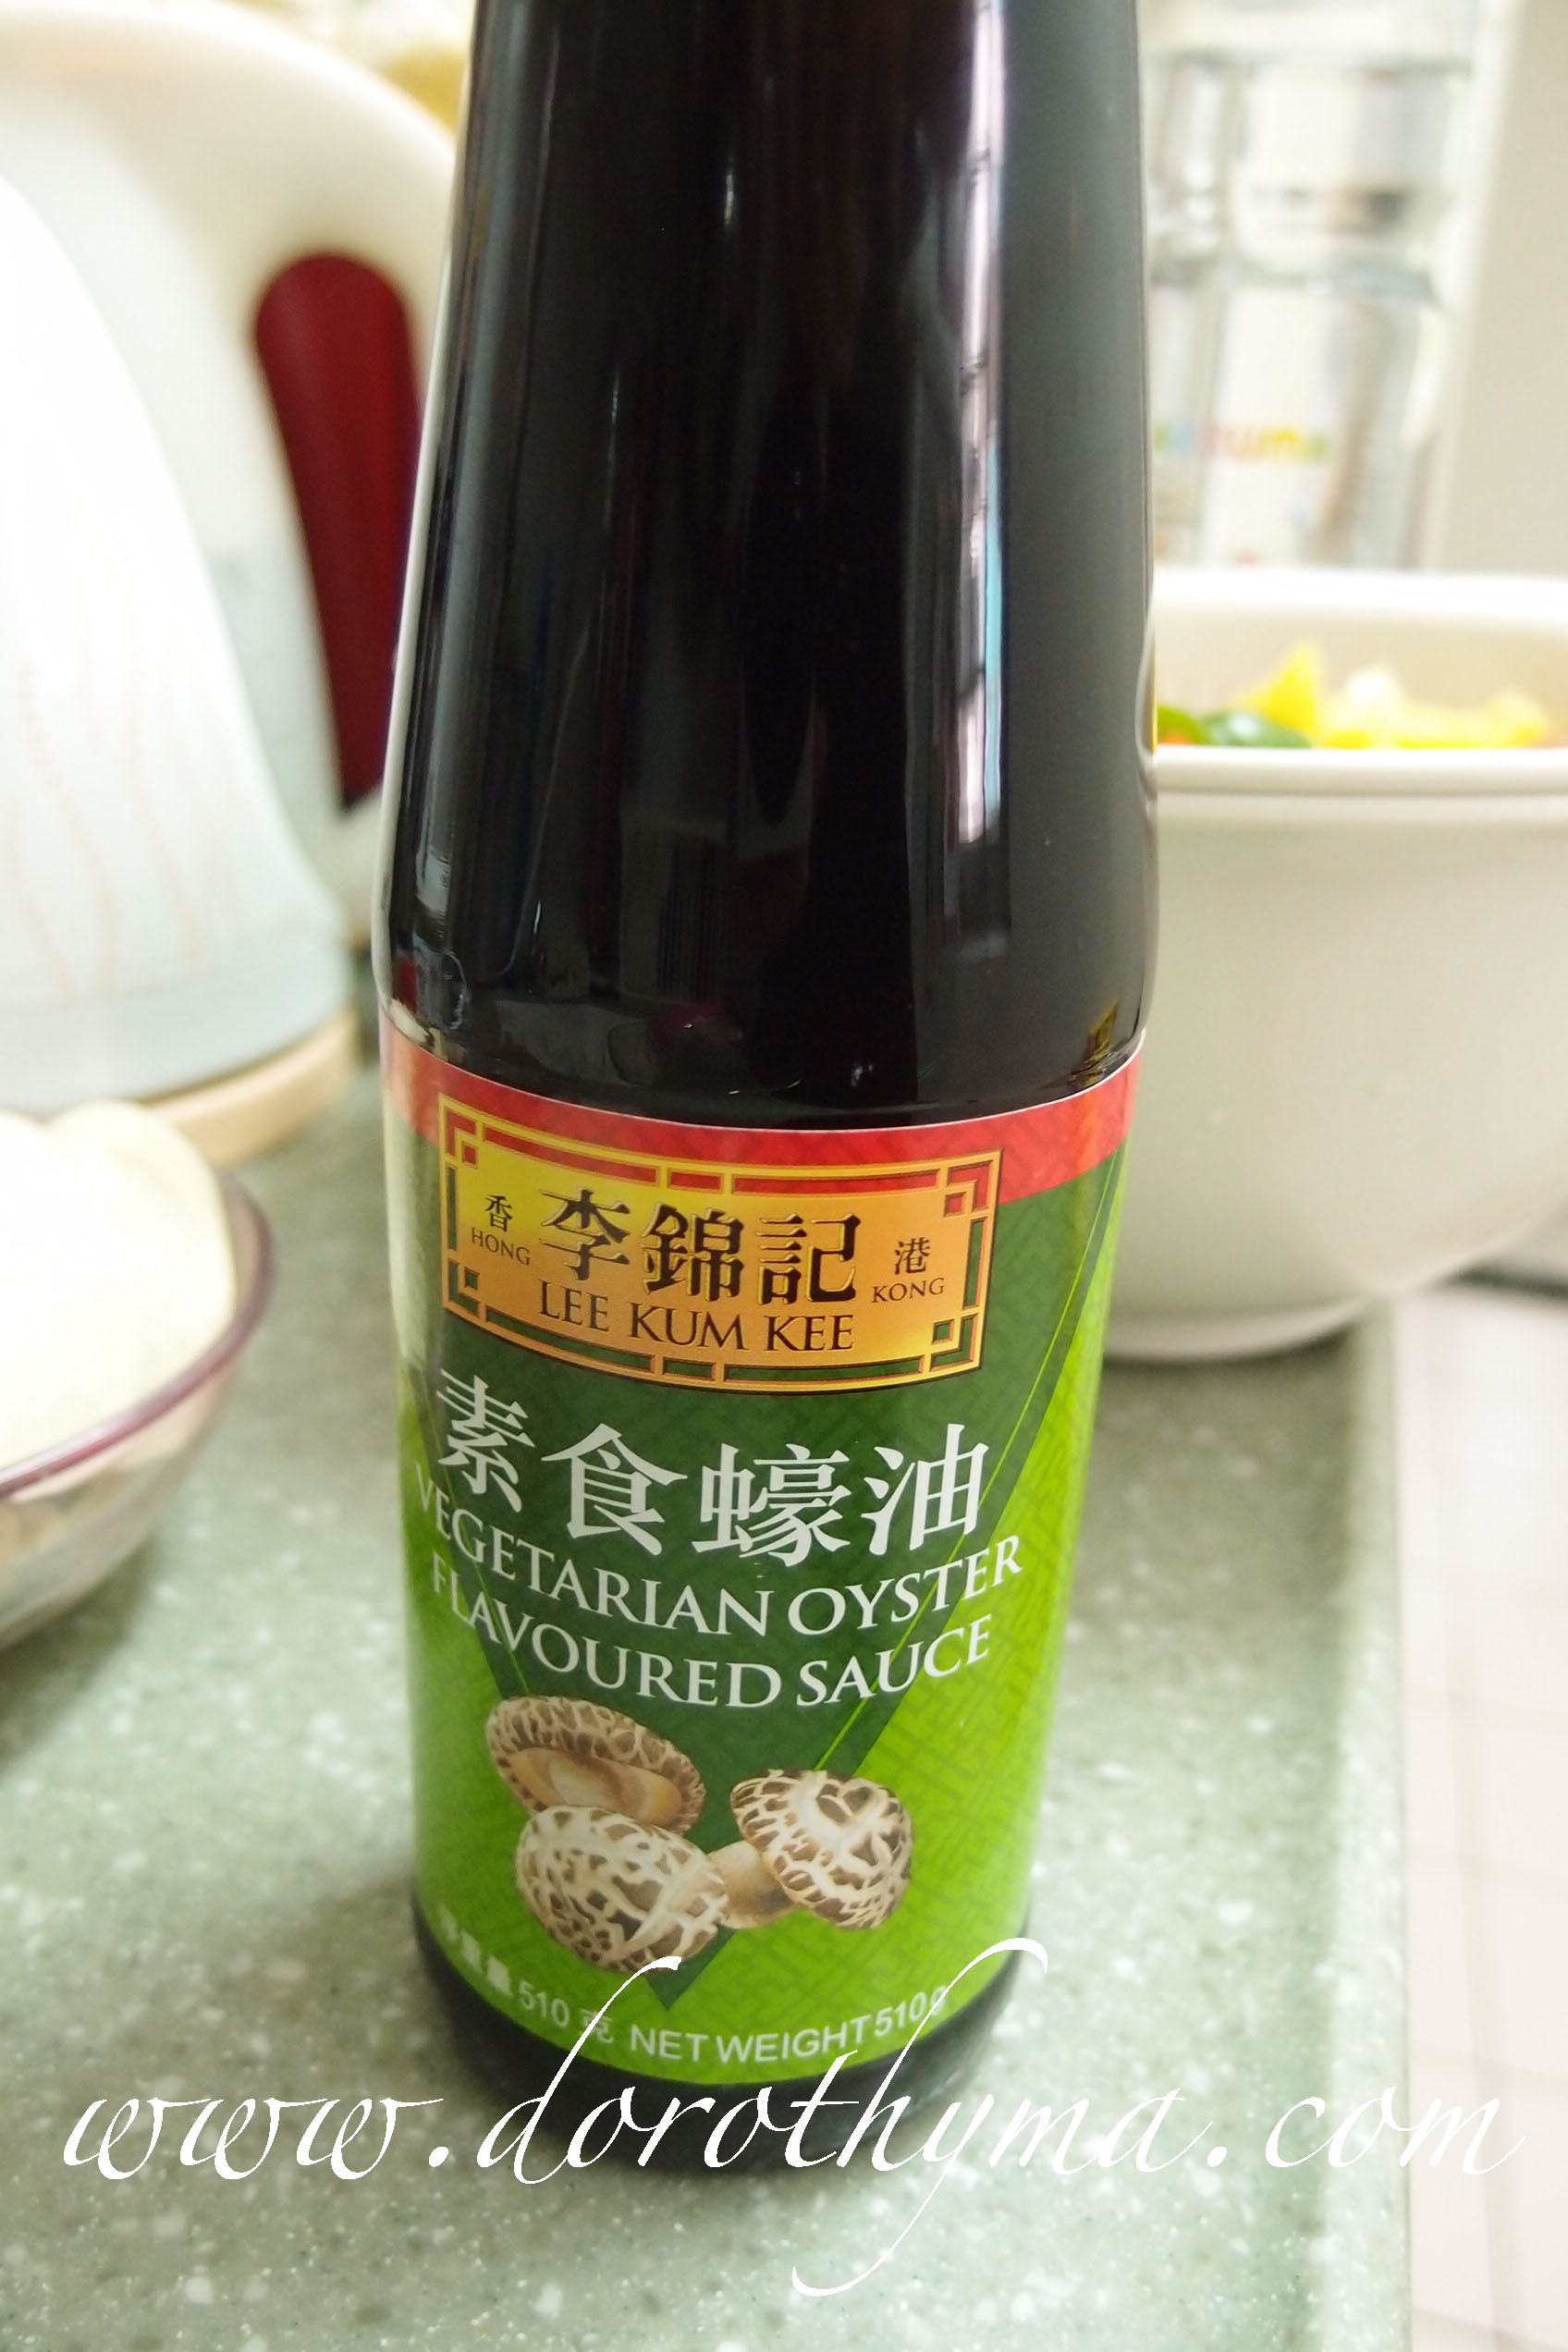 香 李錦記 港
HONG LEE KUM KEE KONG
素食蠔油
VEGETARIAN OYSTER
FLAVOURED SAUCE
510 克 NET WEIGHT 510g
www.dorothyma.com